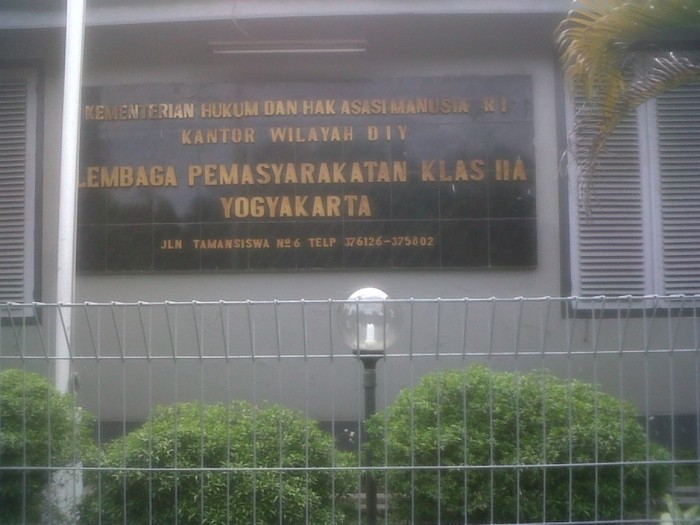 KEMENTERIAN HUKUM DAN HAK ASASI MANUSIA R I
KANTOR WILAYAH D I Y
LEMBAGA PEMASYARAKATAN KLAS IIA
YOGYAKARTA
JLN TAMANSISWA No 6 TELP 376126-375802